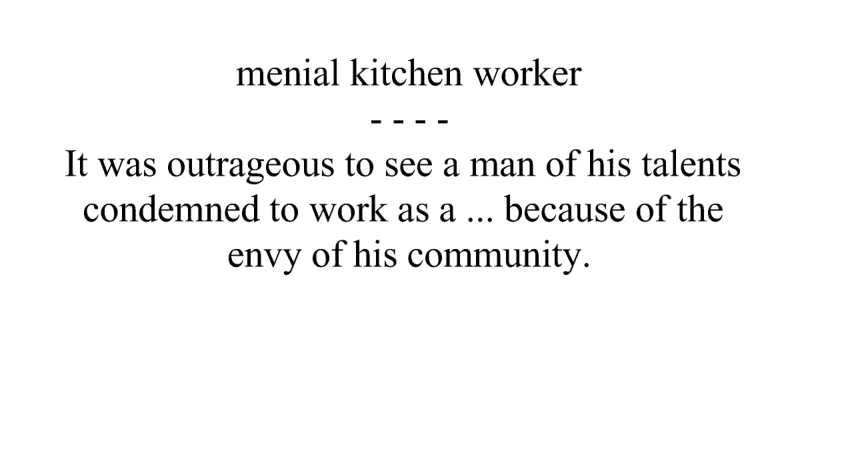 menial kitchen worker
- - - -
It was outrageous to see a man of his talents
condemned to work as a ... because of the
envy of his community.